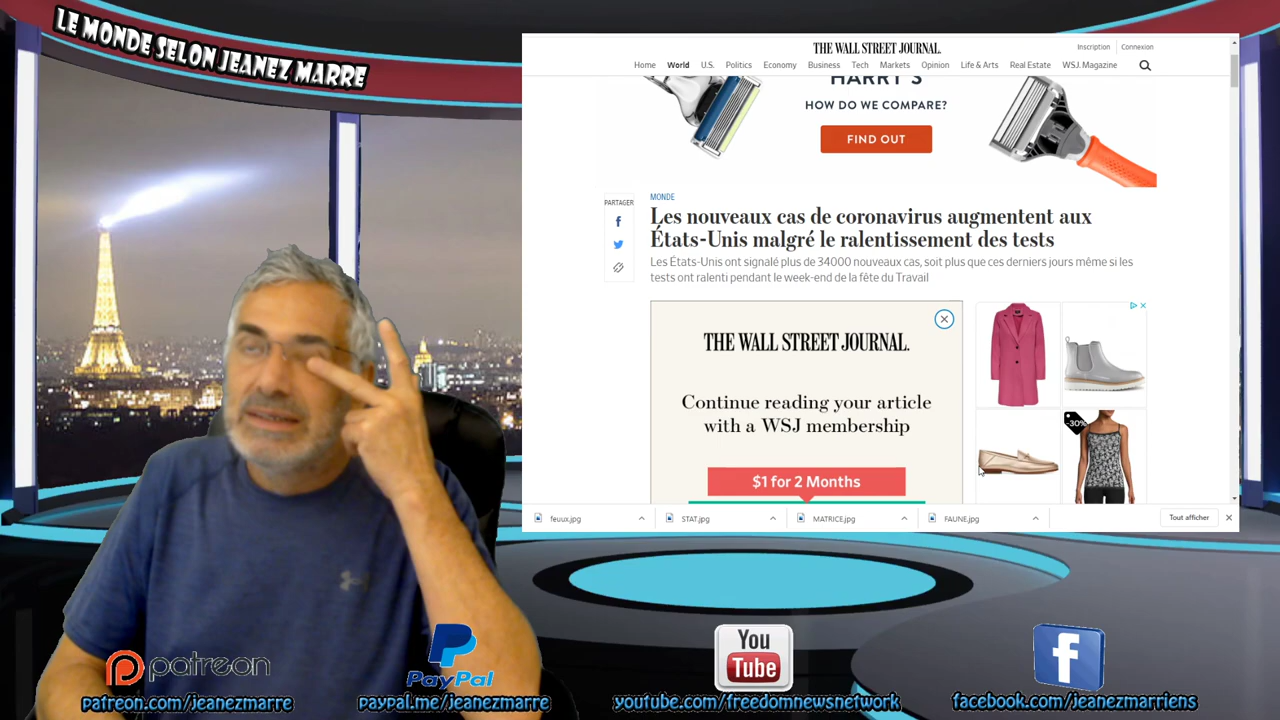 LE MONDE SELON JEANEZ MARRE
THE WALL STREET JOURNAL.
Inscription
Connexion
Home World U.S. Politics Economy Business Tech Markets Opinion Life & Arts Real Estate WSJ. Magazine
HARRY'S
HOW DO WE COMPARE?
FIND OUT
PARTAGER
MONDE
Les nouveaux cas de coronavirus augmentent aux
États-Unis malgré le ralentissement des tests
Les États-Unis ont signalé plus de 34000 nouveaux cas, soit plus que ces derniers jours même si les
tests ont ralenti pendant le week-end de la fête du Travail
THE WALL STREET JOURNAL.
Continue reading your article
with a WSJ membership
$1 for 2 Months
-30%
feuux.jpg
STAT.jpg
MATRICE.jpg
FAUNE.jpg
Tout afficher
patreon
PayPal
You
Tube
patreon.com/jeanezmarre
paypal.me/jeanezmarre
youtube.com/freedomnewsnetwork
facebook.com/jeanezmarriens